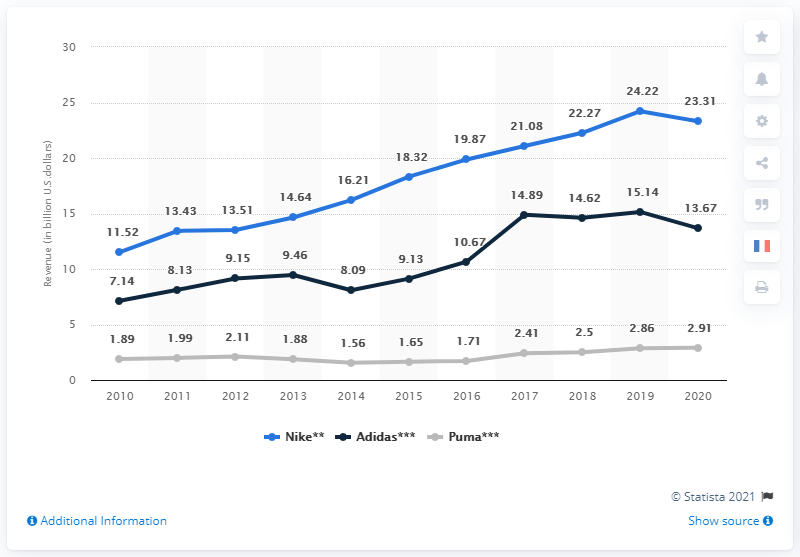 30
25
20
15
10
5
0
Revenue (in billion U.S.dollars)
11.52 13.43 13.51 14.64 16.21 18.32 19.87 21.08 22.27 24.22 23.31
7.14 8.13 9.15 9.46 8.09 9.13 10.67 14.89 14.62 15.14 13.67
1.89 1.99 2.11 1.88 1.56 1.65 1.71 2.41 2.5 2.86 2.91
2010 2011 2012 2013 2014 2015 2016 2017 2018 2019 2020
Nike** Adidas*** Puma***
© Statista 2021
Additional Information Show source